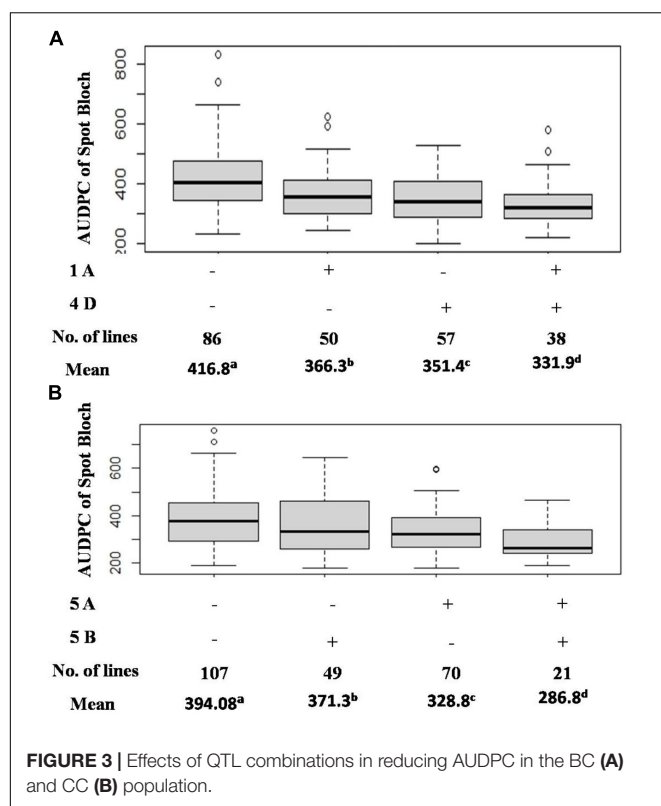 A
AUDPC of Spot Bloch
800
600
400
200
1 A - + - +
4 D - - + +
No. of lines 86 50 57 38
Mean 416.8a 366.3b 351.4c 331.9d
B
AUDPC of Spot Bloch
600
400
200
5 A - - + +
5 B - + - +
No. of lines 107 49 70 21
Mean 394.08a 371.3b 328.8c 286.8d
FIGURE 3 | Effects of QTL combinations in reducing AUDPC in the BC (A)
and CC (B) population.